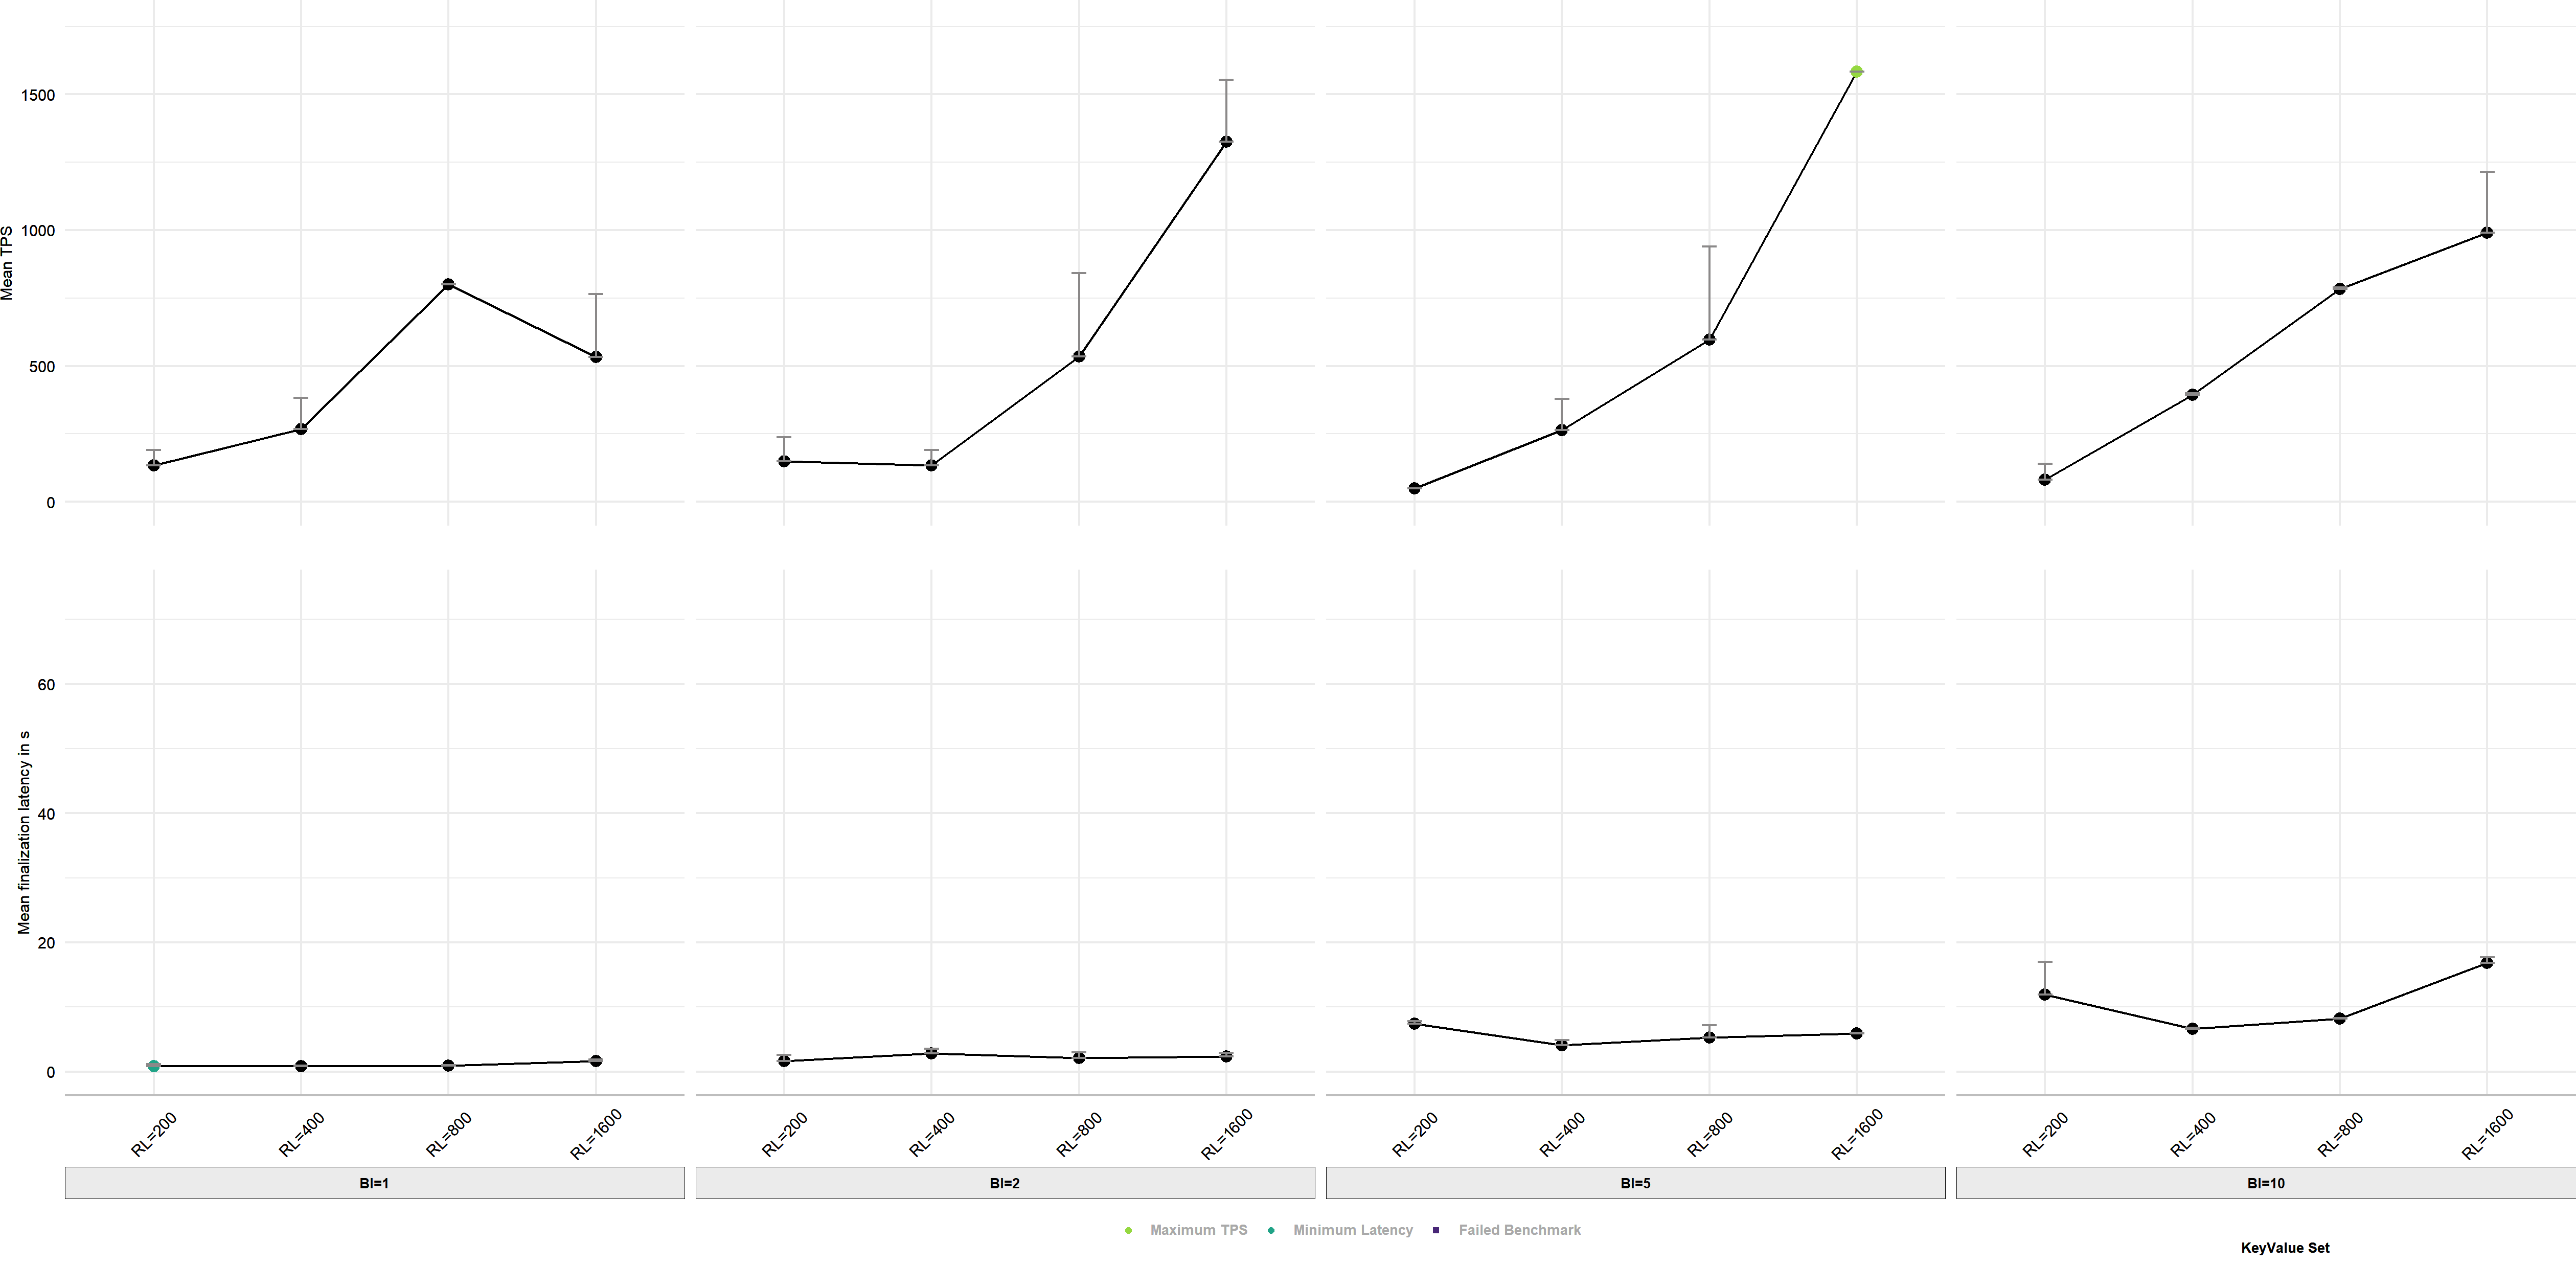 Mean TPS
1500
1000
500
0
Mean finalization latency in s
60
40
20
0
RL=200 RL=400 RL=800 RL=1600 RL=200 RL=400 RL=800 RL=1600 RL=200 RL=400 RL=800 RL=1600 RL=200 RL=400 RL=800 RL=1600
BI=1 BI=2 BI=5 BI=10
Maximum TPS Minimum Latency Failed Benchmark
KeyValue Set